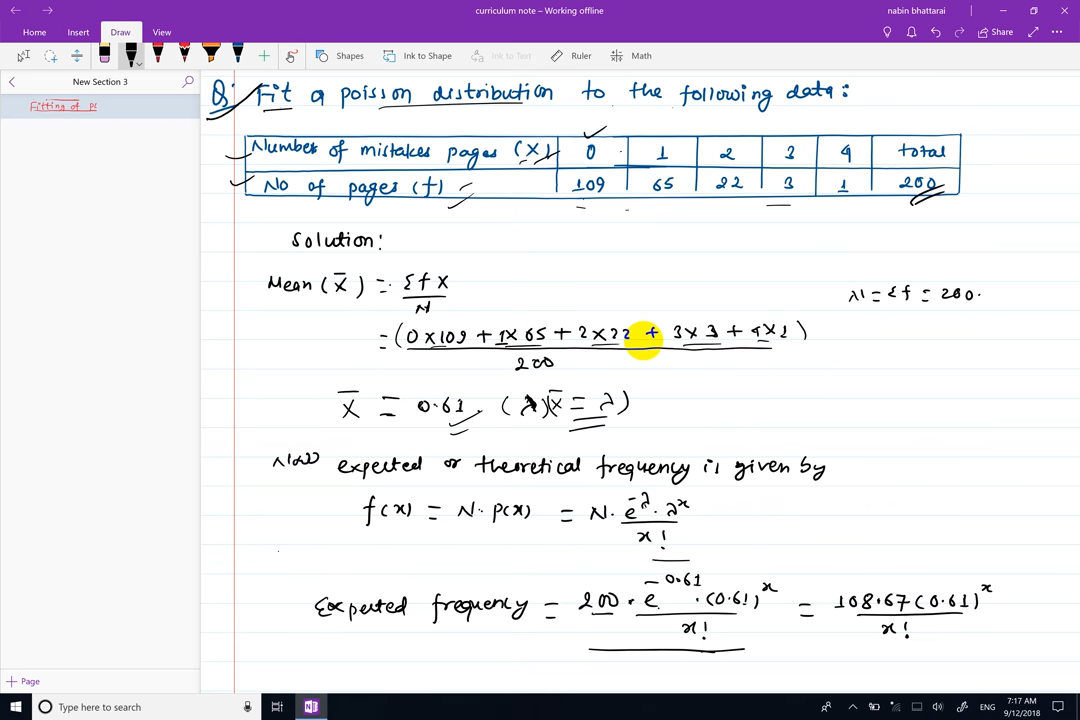 curriculum note – Working offline
nabin bhattarai
Home Insert Draw View
Share
Shapes Ink to Shape Ink to Text Ruler Math
New Section 3
Fitting of ps
Q: Fit a poisson distribution to the following data:
Number of mistakes pages (X) 0 1 2 3 4 total
No of pages (f) 109 65 22 3 1 200
Solution:
Mean (X̄) = Σfx/N
N = Σf = 200.
= (0×109 + 1×65 + 2×22 + 3×3 + 4×1)/200
X̄ = 0.61. (λ)(X̄ = λ)
Now expected or theoretical frequency is given by
f(x) = N. p(x) = N. e^-λ . λ^x / x!
Expected frequency = 200 . e^-0.61 . (0.61)^x / x! = 108.67 (0.61)^x / x!
Page
Type here to search
ENG
7:17 AM
9/12/2018